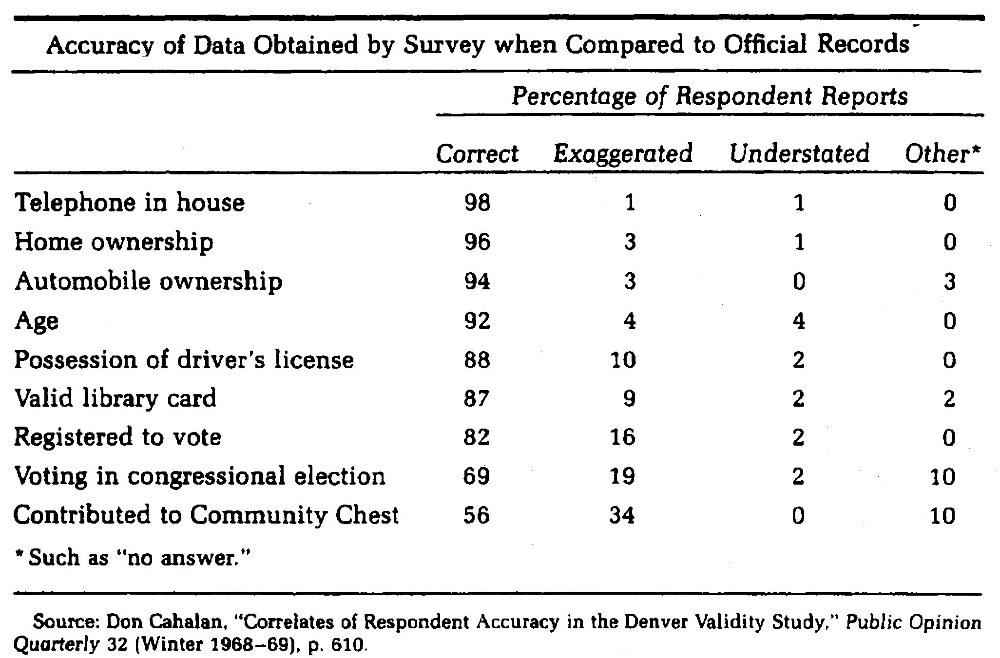 Accuracy of Data Obtained by Survey when Compared to Official Records
Percentage of Respondent Reports
Correct Exaggerated Understated Other*
Telephone in house 98 1 1 0
Home ownership 96 3 1 0
Automobile ownership 94 3 0 3
Age 92 4 4 0
Possession of driver's license 88 10 2 0
Valid library card 87 9 2 2
Registered to vote 82 16 2 0
Voting in congressional election 69 19 2 10
Contributed to Community Chest 56 34 0 10
* Such as “no answer.”
Source: Don Cahalan, “Correlates of Respondent Accuracy in the Denver Validity Study,” Public Opinion
Quarterly 32 (Winter 1968–69), p. 610.